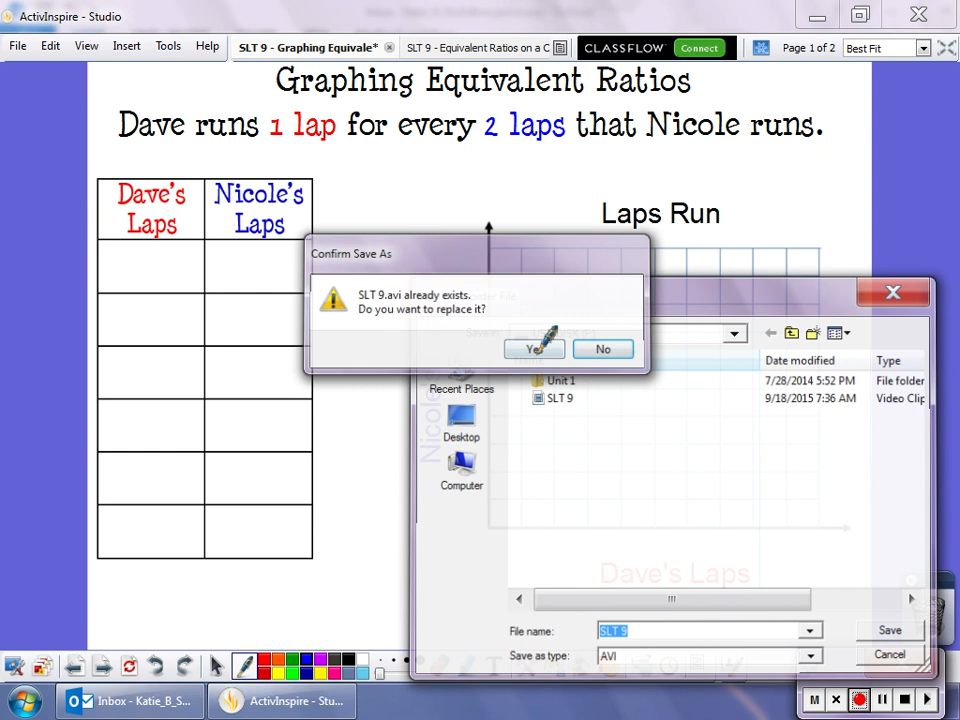 ActivInspire - Studio
File Edit View Insert Tools Help
SLT 9 - Graphing Equivale*
SLT 9 - Equivalent Ratios on a C
CLASSFLOW Connect
Page 1 of 2
Best Fit
Graphing Equivalent Ratios
Dave runs 1 lap for every 2 laps that Nicole runs.
Dave's Laps
Nicole's Laps
Laps Run
Confirm Save As
SLT 9.avi already exists.
Do you want to replace it?
Yes
No
Date modified
Type
Unit 1
7/28/2014 5:52 PM
File folder
SLT 9
9/18/2015 7:36 AM
Video Clip
Recent Places
Desktop
Computer
Nicole
Dave's Laps
File name:
SLT 9
Save
Save as type:
AVI
Cancel
Inbox - Katie_B_S...
ActivInspire - Stu...
M